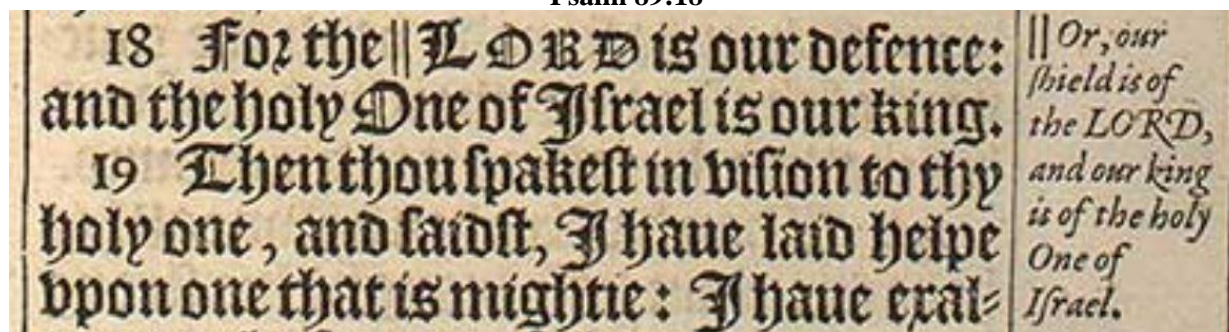 Psalm 89:18
18 For the || LORD is our defence:
and the holy One of Iſrael is our king.
19 Then thou ſpakeſt in viſion to thy
holy one, and ſaidſt, I haue laid helpe
vpon one that is mightie: I haue exal-
|| Or, our
ſhield is of
the LORD,
and our king
is of the holy
One of
Iſrael.